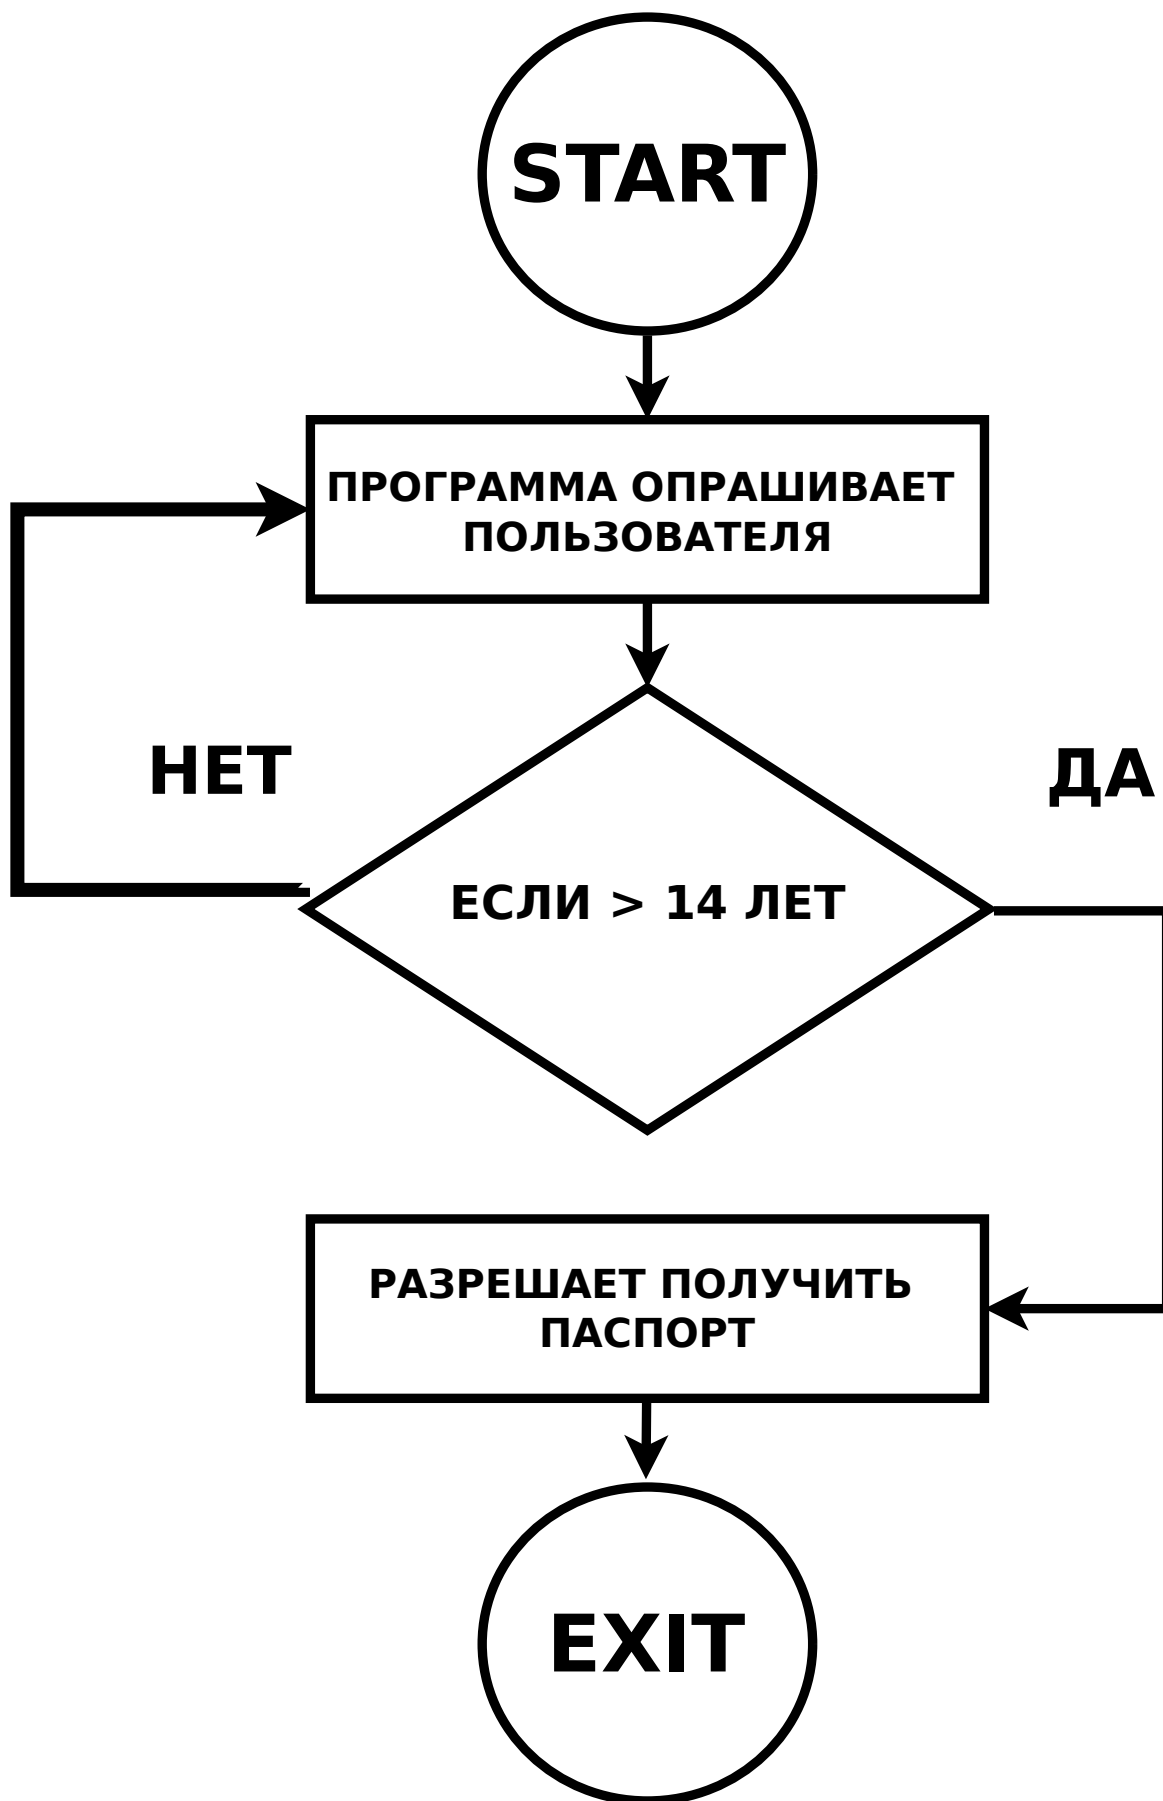 START
ПРОГРАММА ОПРАШИВАЕТ
ПОЛЬЗОВАТЕЛЯ
НЕТ
ДА
ЕСЛИ > 14 ЛЕТ
РАЗРЕШАЕТ ПОЛУЧИТЬ
ПАСПОРТ
EXIT